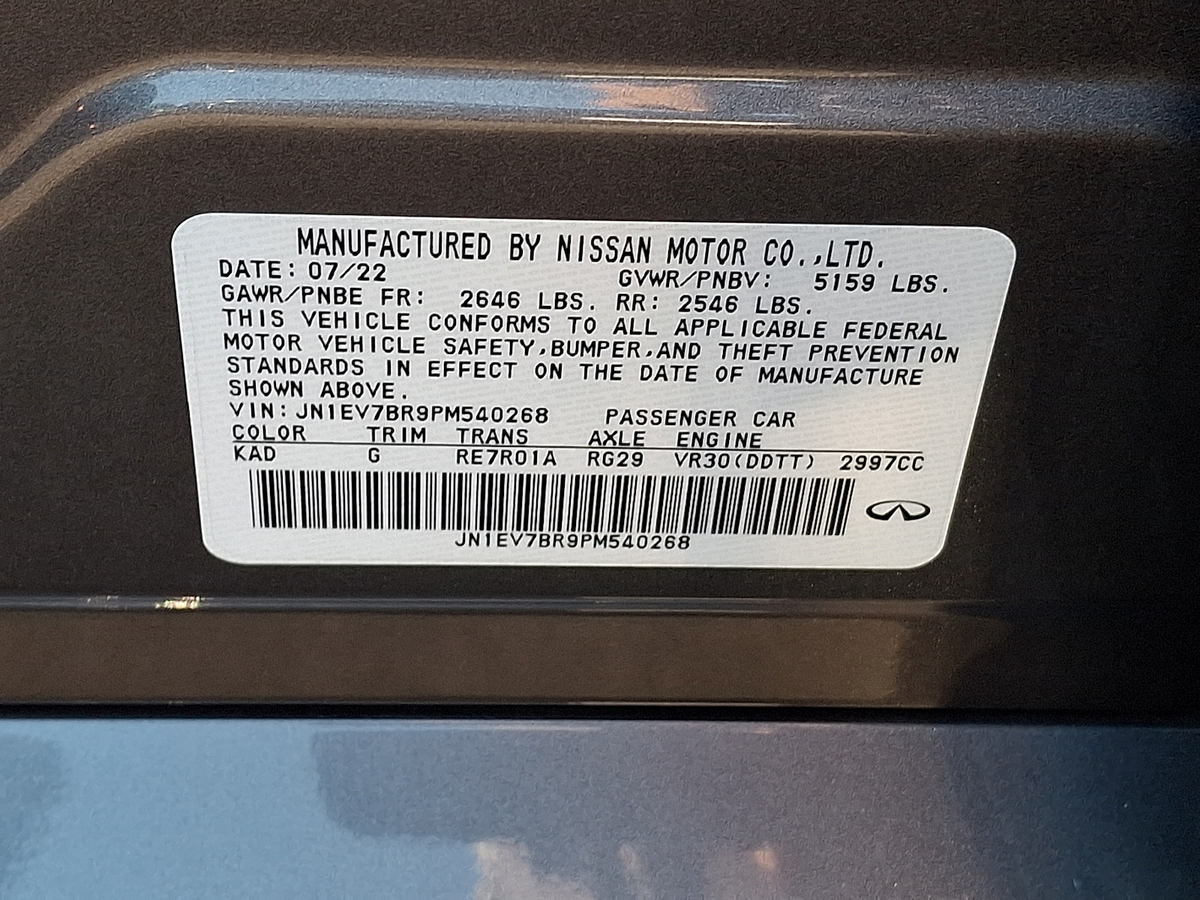 MANUFACTURED BY NISSAN MOTOR CO.,LTD.
DATE: 07/22 GVWR/PNBV: 5159 LBS.
GAWR/PNBE FR: 2646 LBS. RR: 2546 LBS.
THIS VEHICLE CONFORMS TO ALL APPLICABLE FEDERAL
MOTOR VEHICLE SAFETY,BUMPER,AND THEFT PREVENTION
STANDARDS IN EFFECT ON THE DATE OF MANUFACTURE
SHOWN ABOVE.
VIN: JN1EV7BR9PM540268 PASSENGER CAR
COLOR TRIM TRANS AXLE ENGINE
KAD G RE7R01A RG29 VR30(DDTT) 2997CC
JN1EV7BR9PM540268